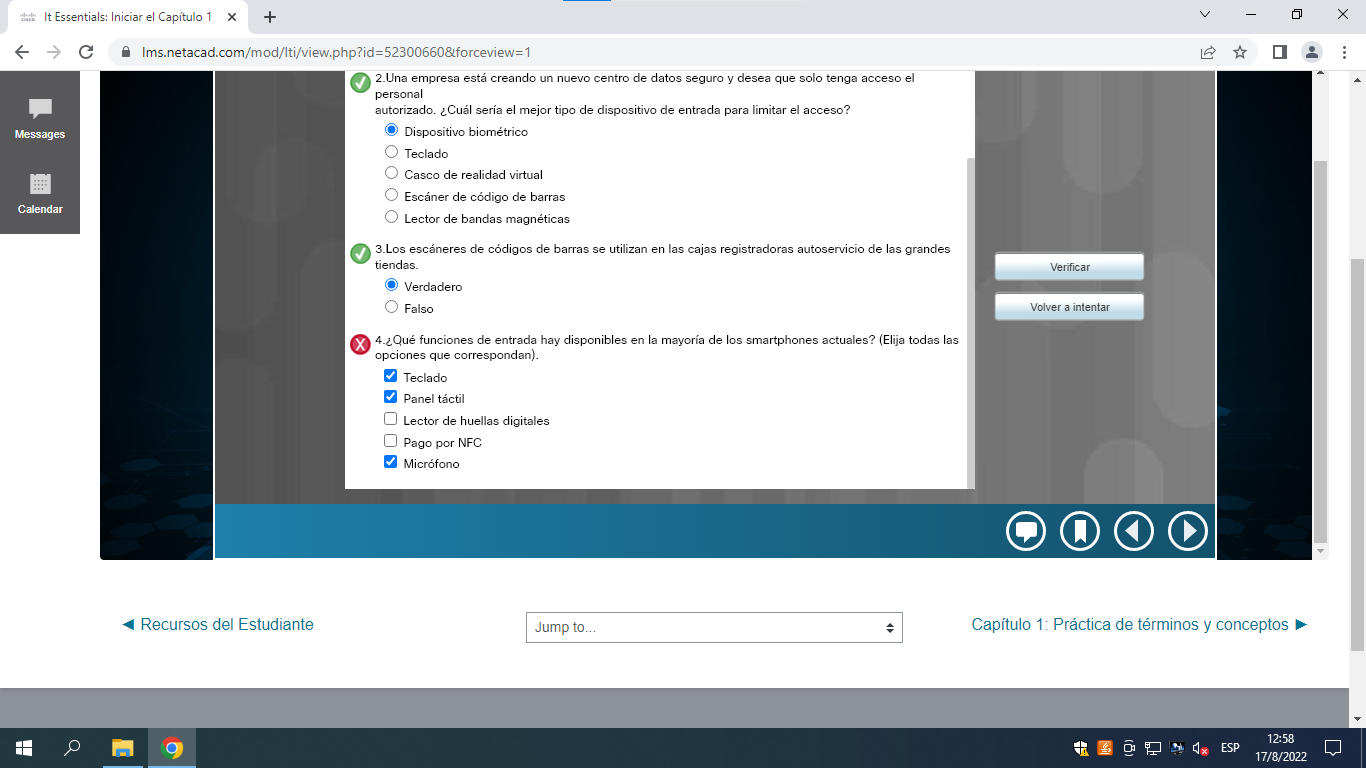 It Essentials: Iniciar el Capítulo 1
lms.netacad.com/mod/lti/view.php?id=52300660&forceview=1
Messages
Calendar
2.Una empresa está creando un nuevo centro de datos seguro y desea que solo tenga acceso el
personal
autorizado. ¿Cuál sería el mejor tipo de dispositivo de entrada para limitar el acceso?
Dispositivo biométrico
Teclado
Casco de realidad virtual
Escáner de código de barras
Lector de bandas magnéticas
3.Los escáneres de códigos de barras se utilizan en las cajas registradoras autoservicio de las grandes
tiendas.
Verdadero
Falso
4.¿Qué funciones de entrada hay disponibles en la mayoría de los smartphones actuales? (Elija todas las
opciones que correspondan).
Teclado
Panel táctil
Lector de huellas digitales
Pago por NFC
Micrófono
Verificar
Volver a intentar
◄ Recursos del Estudiante
Jump to...
Capítulo 1: Práctica de términos y conceptos ►
ESP
12:58
17/8/2022